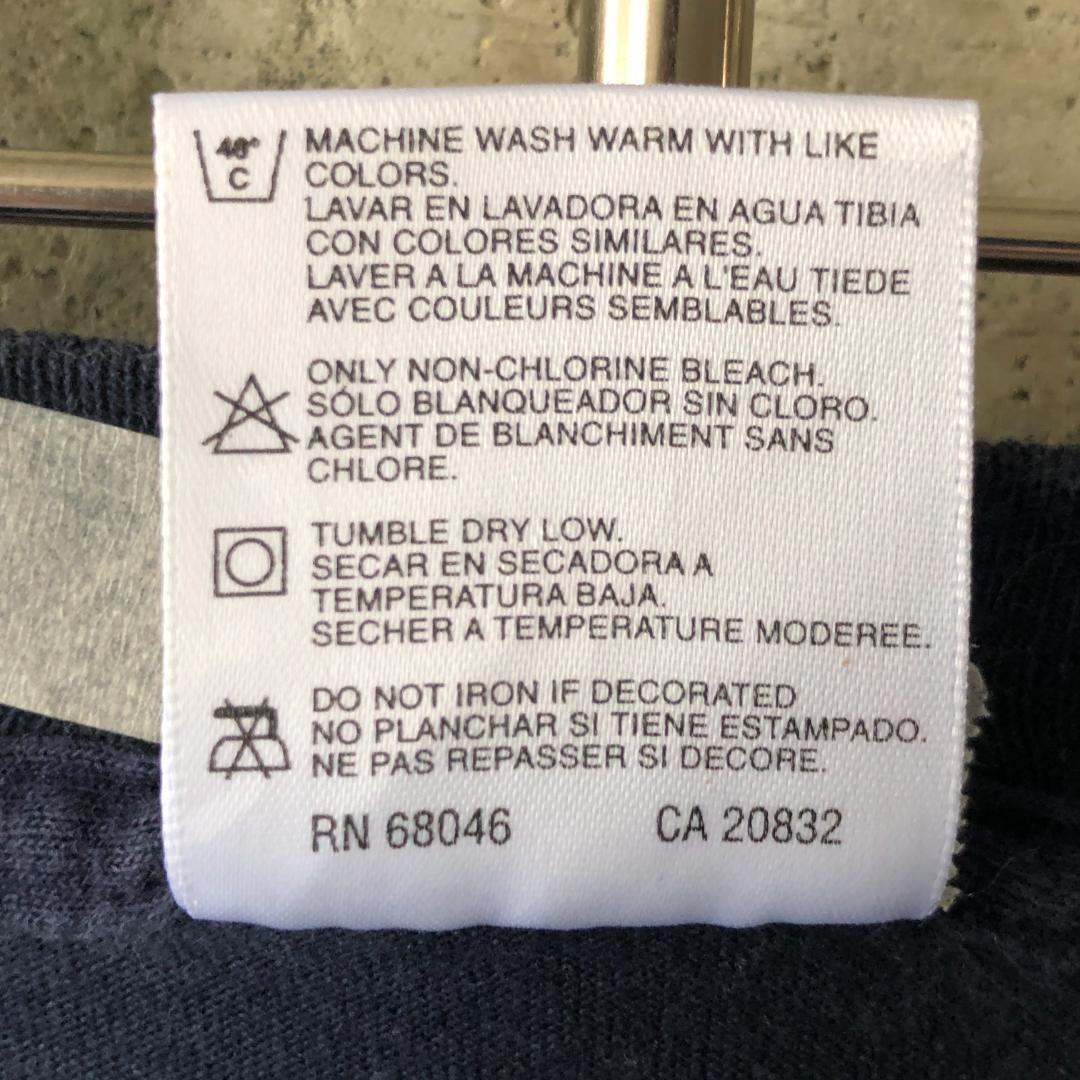 40°
C
MACHINE WASH WARM WITH LIKE
COLORS.
LAVAR EN LAVADORA EN AGUA TIBIA
CON COLORES SIMILARES.
LAVER A LA MACHINE A L'EAU TIEDE
AVEC COULEURS SEMBLABLES.
ONLY NON-CHLORINE BLEACH.
SÓLO BLANQUEADOR SIN CLORO.
AGENT DE BLANCHIMENT SANS
CHLORE.
TUMBLE DRY LOW.
SECAR EN SECADORA A
TEMPERATURA BAJA.
SECHER A TEMPERATURE MODEREE.
DO NOT IRON IF DECORATED
NO PLANCHAR SI TIENE ESTAMPADO.
NE PAS REPASSER SI DECORE.
RN 68046 CA 20832